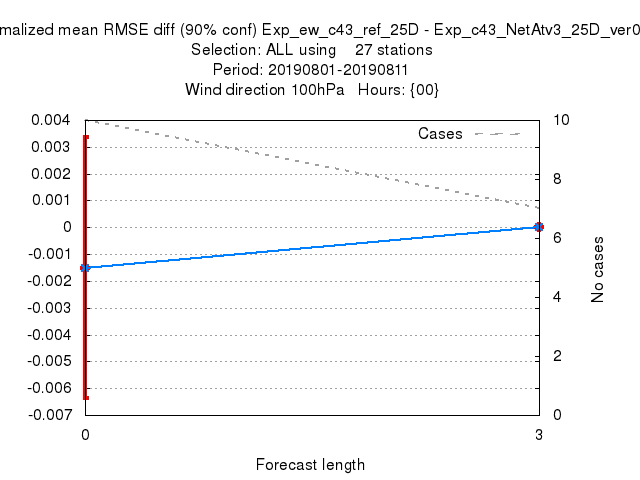 malized mean RMSE diff (90% conf) Exp_ew_c43_ref_25D - Exp_c43_NetAtv3_25D_ver0
Selection: ALL using 27 stations
Period: 20190801-20190811
Wind direction 100hPa Hours: {00}
0.004
0.003
0.002
0.001
0
-0.001
-0.002
-0.003
-0.004
-0.005
-0.006
-0.007
Cases
10
8
6
4
2
0
No cases
0
3
Forecast length